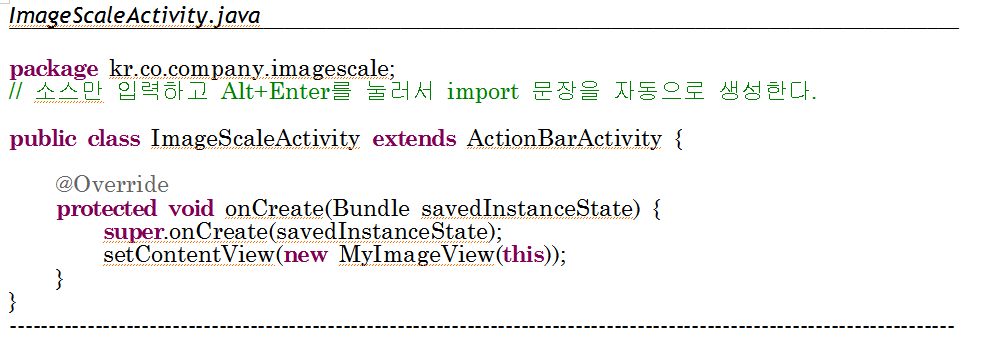 ImageScaleActivity.java
package kr.co.company.imagescale;
// 소스만 입력하고 Alt+Enter를 눌러서 import 문장을 자동으로 생성한다.
public class ImageScaleActivity extends ActionBarActivity {
@Override
protected void onCreate(Bundle savedInstanceState) {
super.onCreate(savedInstanceState);
setContentView(new MyImageView(this));
}
}